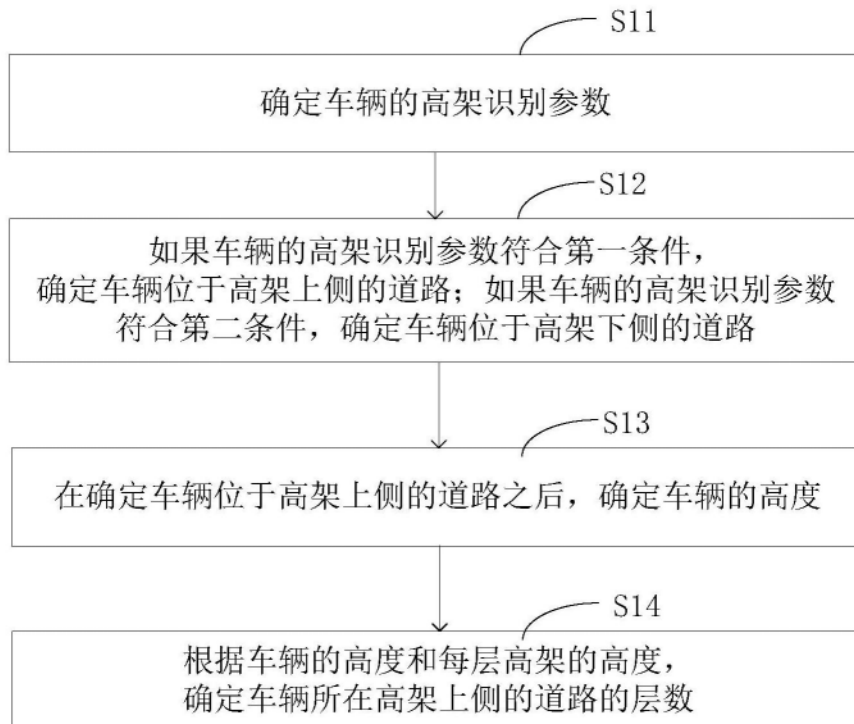 S11
确定车辆的高架识别参数
S12
如果车辆的高架识别参数符合第一条件，
确定车辆位于高架上侧的道路；如果车辆的高架识别参数
符合第二条件，确定车辆位于高架下侧的道路
S13
在确定车辆位于高架上侧的道路之后，确定车辆的高度
S14
根据车辆的高度和每层高架的高度，
确定车辆所在高架上侧的道路的层数